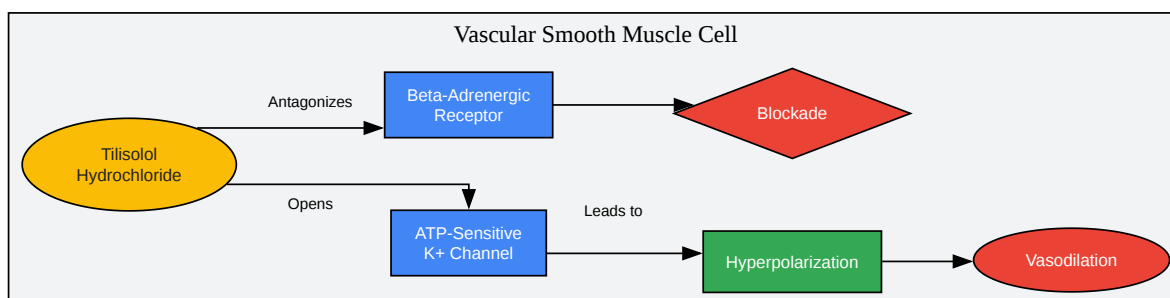 Vascular Smooth Muscle Cell
Antagonizes
Beta-Adrenergic
Receptor
Blockade
Tilisolol
Hydrochloride
Opens
ATP-Sensitive
K+ Channel
Leads to
Hyperpolarization
Vasodilation